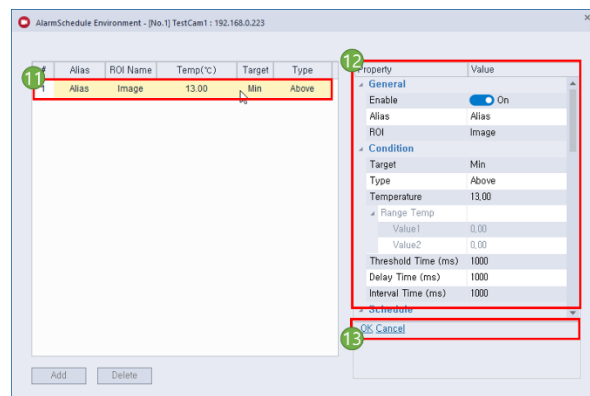 AlarmSchedule Environment - [No.1] TestCam1 : 192.168.0.223
×
# Alias ROI Name Temp(℃) Target Type
11
1 Alias Image 13.00 Min Above
12
Property Value
General
Enable On
Alias Alias
ROI Image
Condition
Target Min
Type Above
Temperature 13,00
Range Temp
Value1 0,00
Value2 0,00
Threshold Time (ms) 1000
Delay Time (ms) 1000
Interval Time (ms) 1000
Schedule
OK Cancel
13
Add Delete